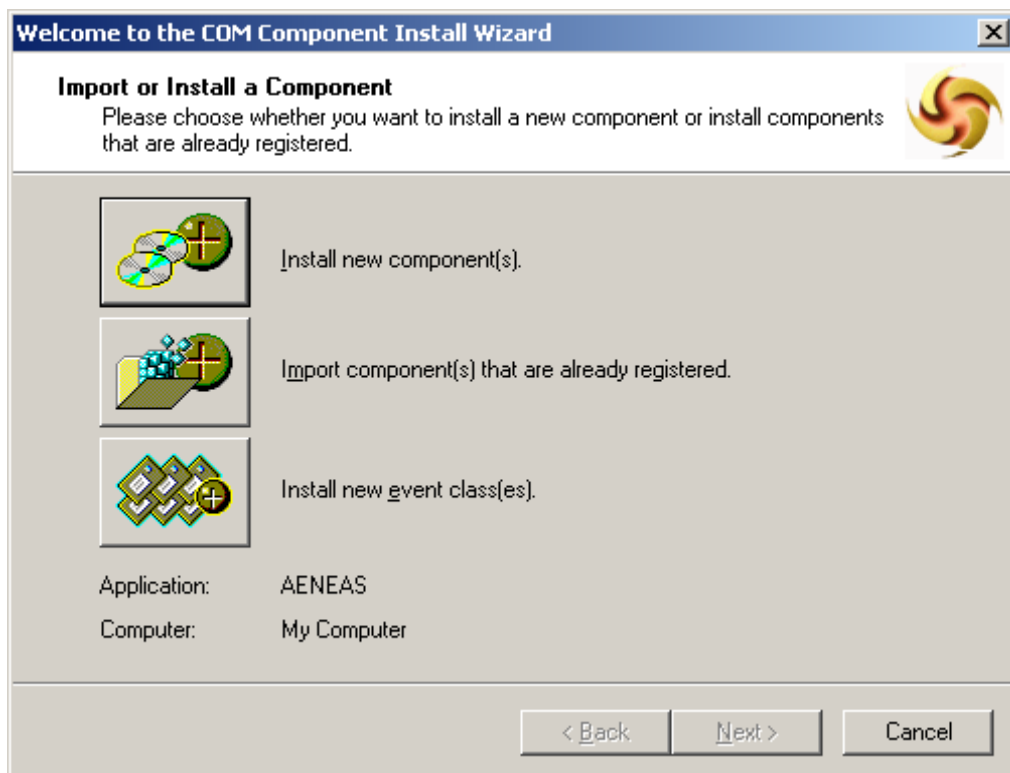 Welcome to the COM Component Install Wizard
Import or Install a Component
Please choose whether you want to install a new component or install components
that are already registered.
Install new component(s).
Import component(s) that are already registered.
Install new event class(es).
Application: AENEAS
Computer: My Computer
< Back Next > Cancel